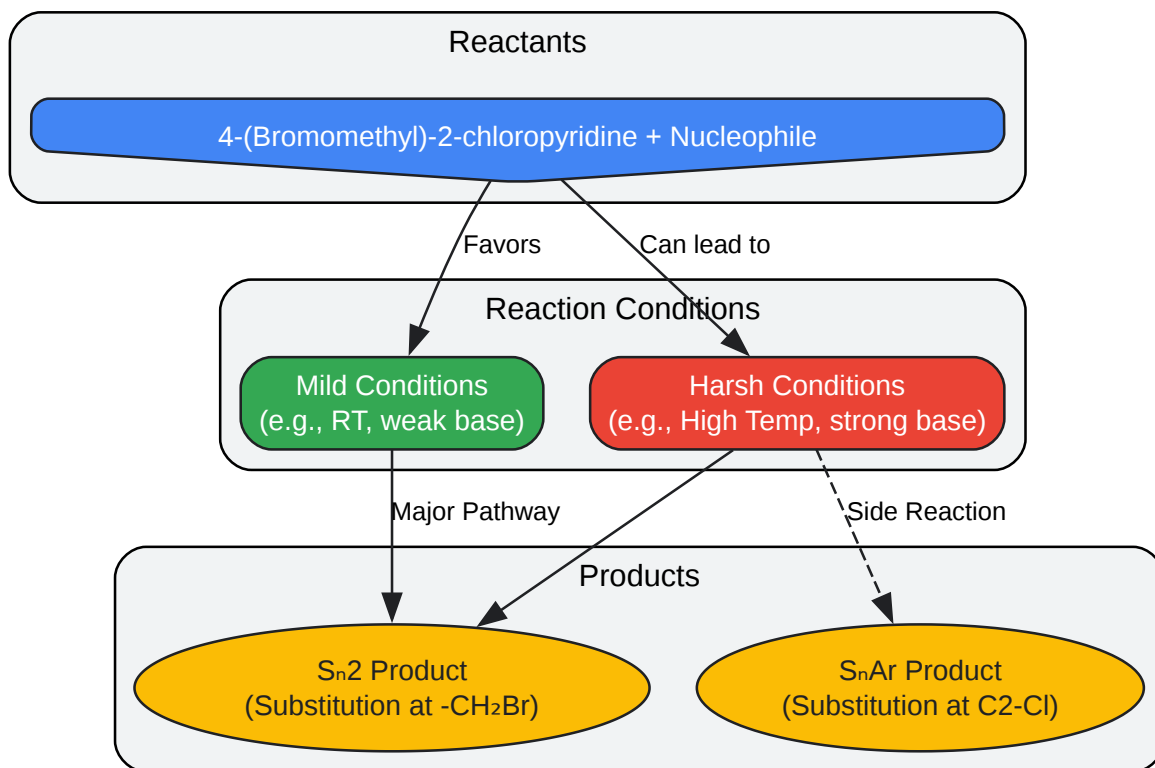 Reactants
4-(Bromomethyl)-2-chloropyridine + Nucleophile
Favors
Can lead to
Reaction Conditions
Mild Conditions
(e.g., RT, weak base)
Harsh Conditions
(e.g., High Temp, strong base)
Major Pathway
Side Reaction
Products
Sₙ2 Product
(Substitution at -CH₂Br)
SₙAr Product
(Substitution at C2-Cl)